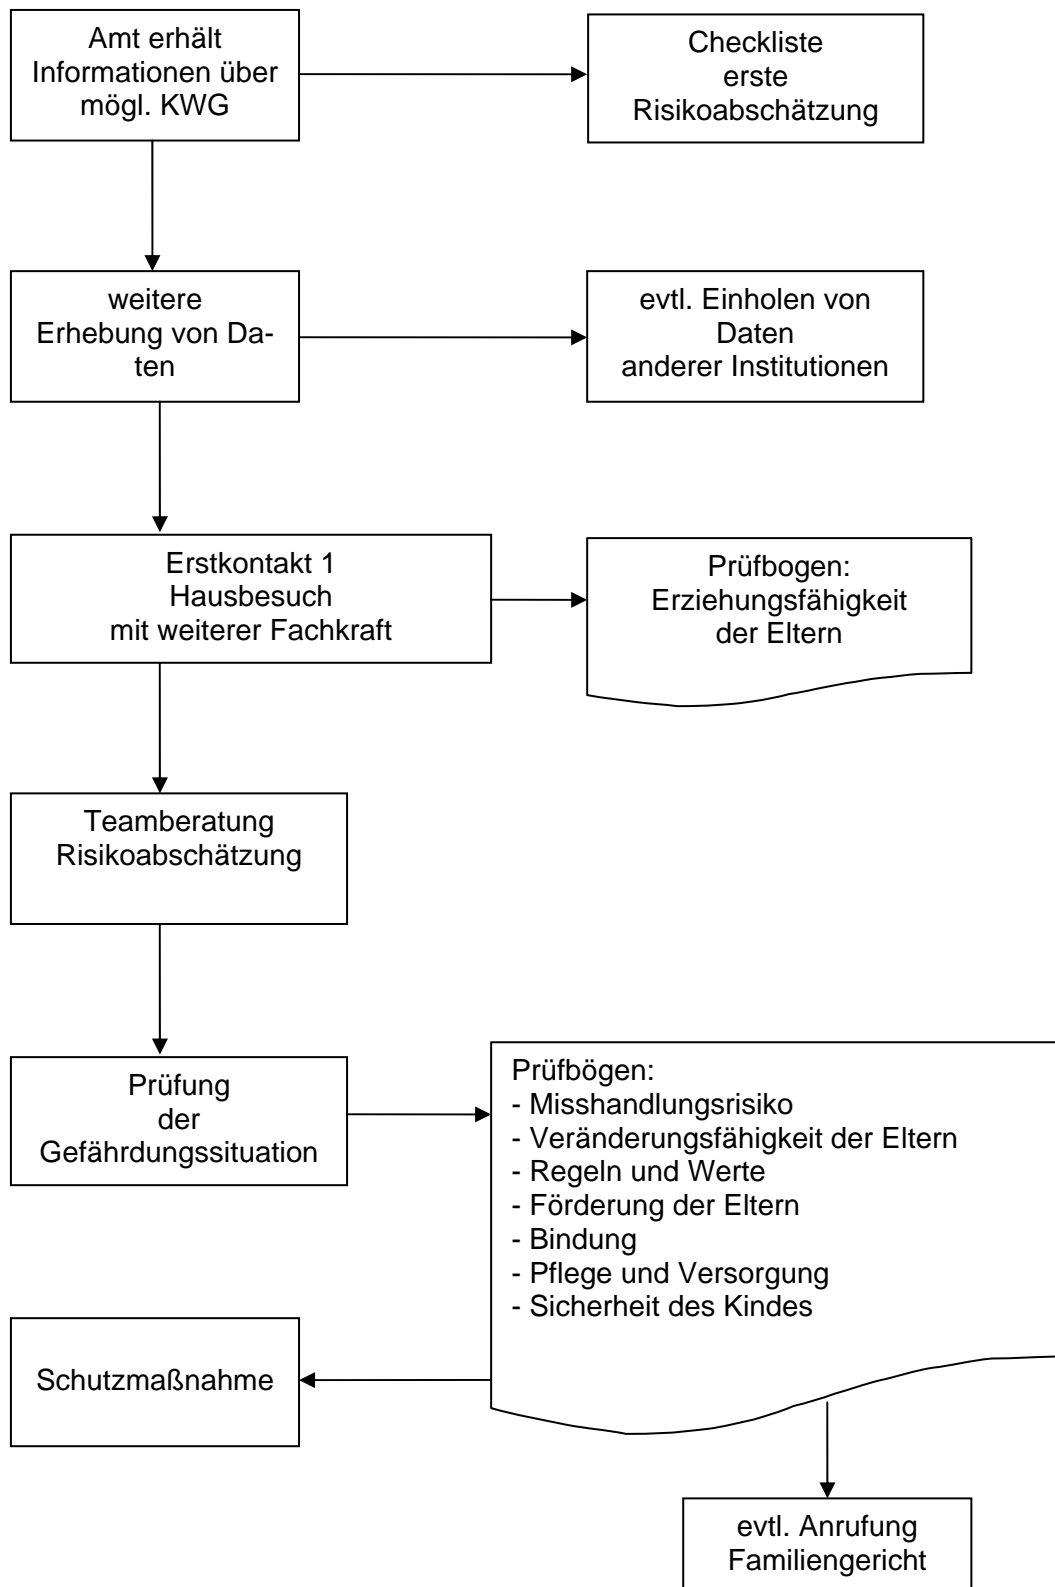 Amt erhält
Informationen über
mögl. KWG
Checkliste
erste
Risikoabschätzung
weitere
Erhebung von Da-
ten
evtl. Einholen von
Daten
anderer Institutionen
Erstkontakt 1
Hausbesuch
mit weiterer Fachkraft
Prüfbogen:
Erziehungsfähigkeit
der Eltern
Teamberatung
Risikoabschätzung
Prüfung
der
Gefährdungssituation
Prüfbögen:
- Misshandlungsrisiko
- Veränderungsfähigkeit der Eltern
- Regeln und Werte
- Förderung der Eltern
- Bindung
- Pflege und Versorgung
- Sicherheit des Kindes
Schutzmaßnahme
evtl. Anrufung
Familiengericht